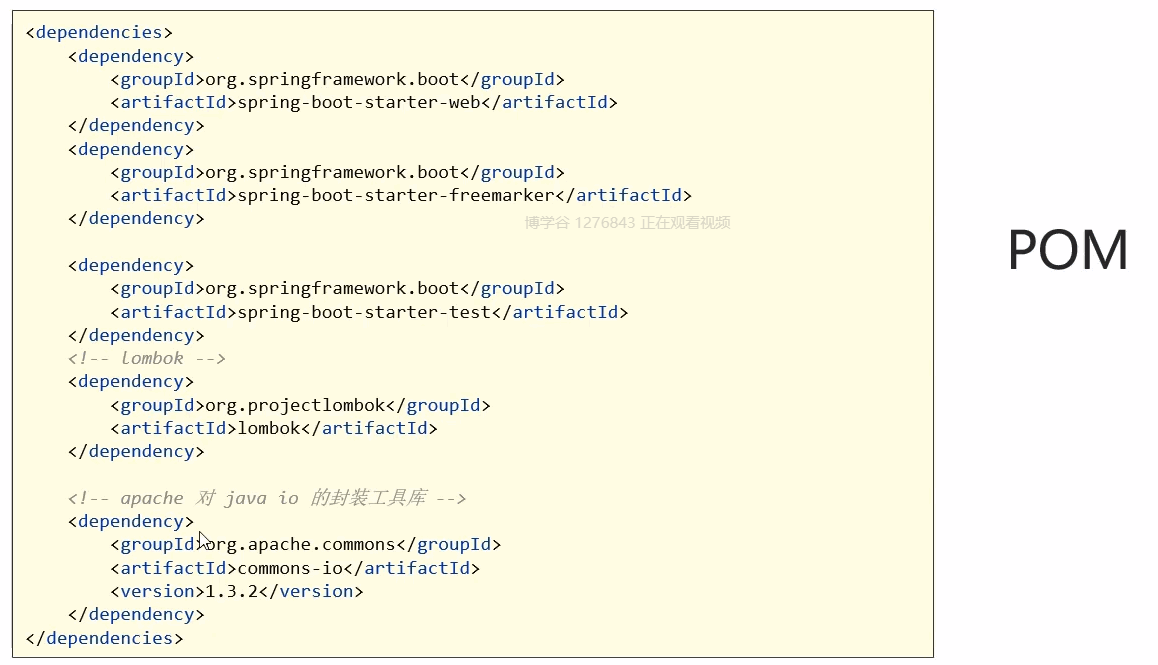 <dependencies>
    <dependency>
        <groupId>org.springframework.boot</groupId>
        <artifactId>spring-boot-starter-web</artifactId>
    </dependency>
    <dependency>
        <groupId>org.springframework.boot</groupId>
        <artifactId>spring-boot-starter-freemarker</artifactId>
    </dependency>
博学谷 1276843 正在观看视频
    <dependency>
        <groupId>org.springframework.boot</groupId>
        <artifactId>spring-boot-starter-test</artifactId>
    </dependency>
    <!-- lombok -->
    <dependency>
        <groupId>org.projectlombok</groupId>
        <artifactId>lombok</artifactId>
    </dependency>
    <!-- apache 对 java io 的封装工具库 -->
    <dependency>
        <groupId>org.apache.commons</groupId>
        <artifactId>commons-io</artifactId>
        <version>1.3.2</version>
    </dependency>
</dependencies>
POM